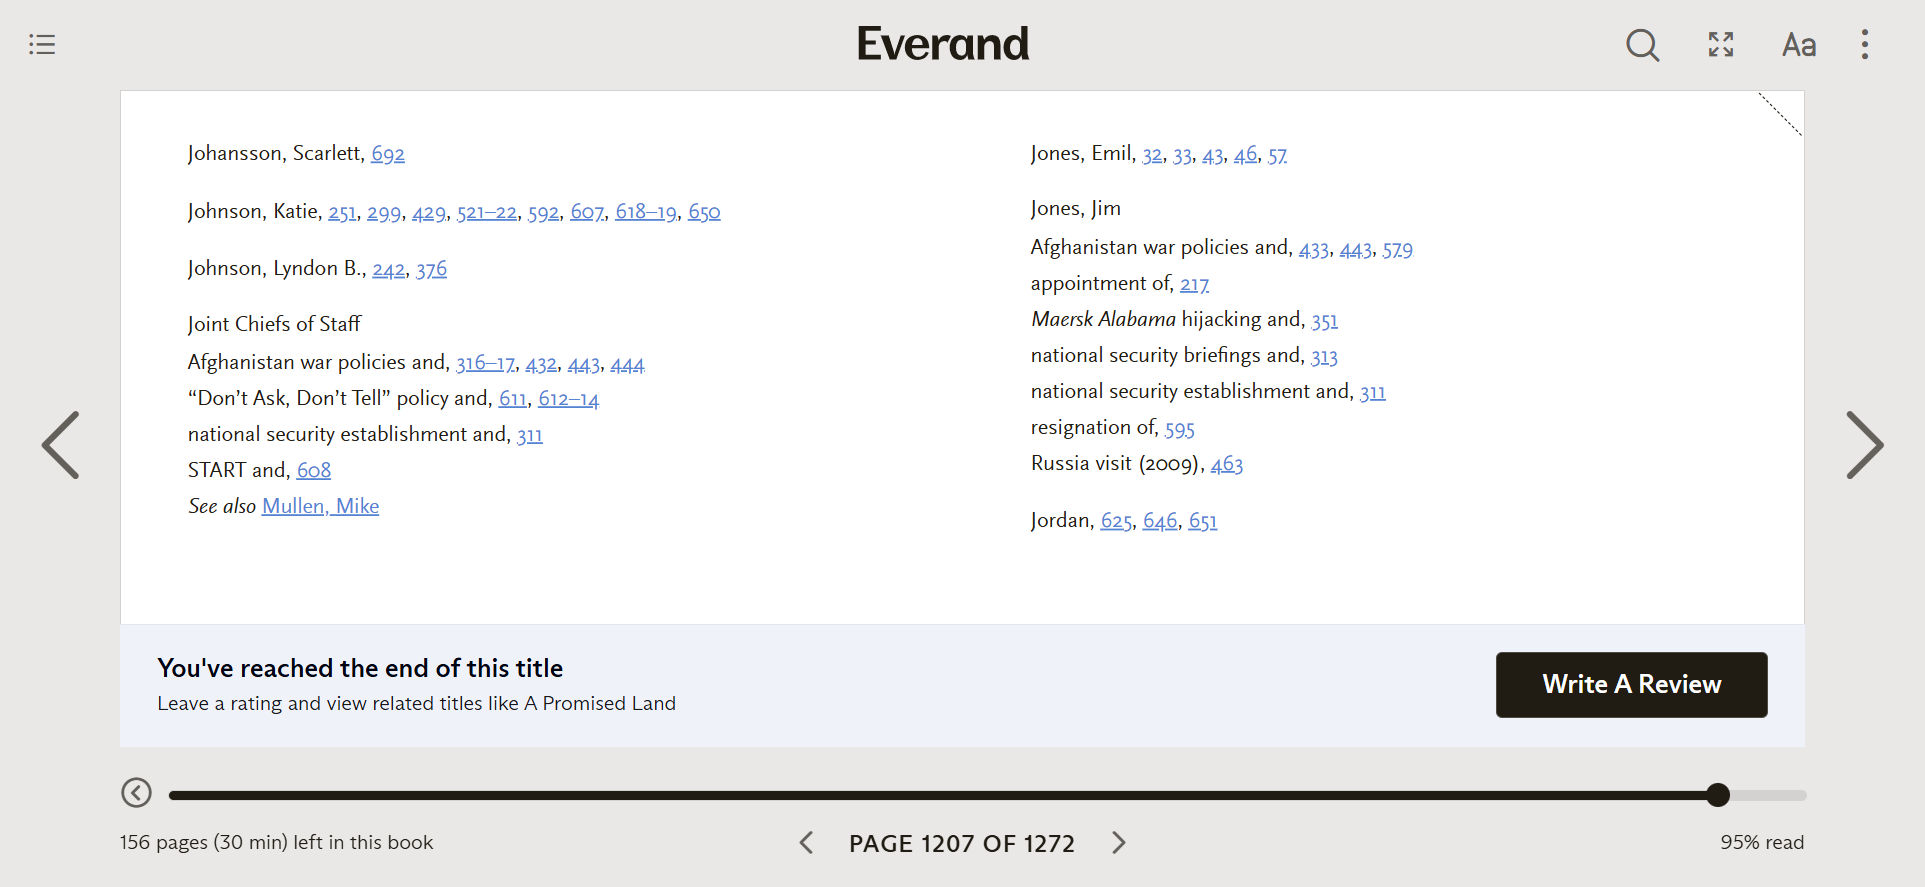 Everand
Aa
Johansson, Scarlett, 692
Johnson, Katie, 251, 299, 429, 521–22, 592, 607, 618–19, 650
Johnson, Lyndon B., 242, 376
Joint Chiefs of Staff
Afghanistan war policies and, 316–17, 432, 443, 444
“Don’t Ask, Don’t Tell” policy and, 611, 612–14
national security establishment and, 311
START and, 608
See also Mullen, Mike
Jones, Emil, 32, 33, 43, 46, 57
Jones, Jim
Afghanistan war policies and, 433, 443, 579
appointment of, 217
Maersk Alabama hijacking and, 351
national security briefings and, 313
national security establishment and, 311
resignation of, 595
Russia visit (2009), 463
Jordan, 625, 646, 651
You've reached the end of this title
Leave a rating and view related titles like A Promised Land
Write A Review
156 pages (30 min) left in this book
PAGE 1207 OF 1272
95% read